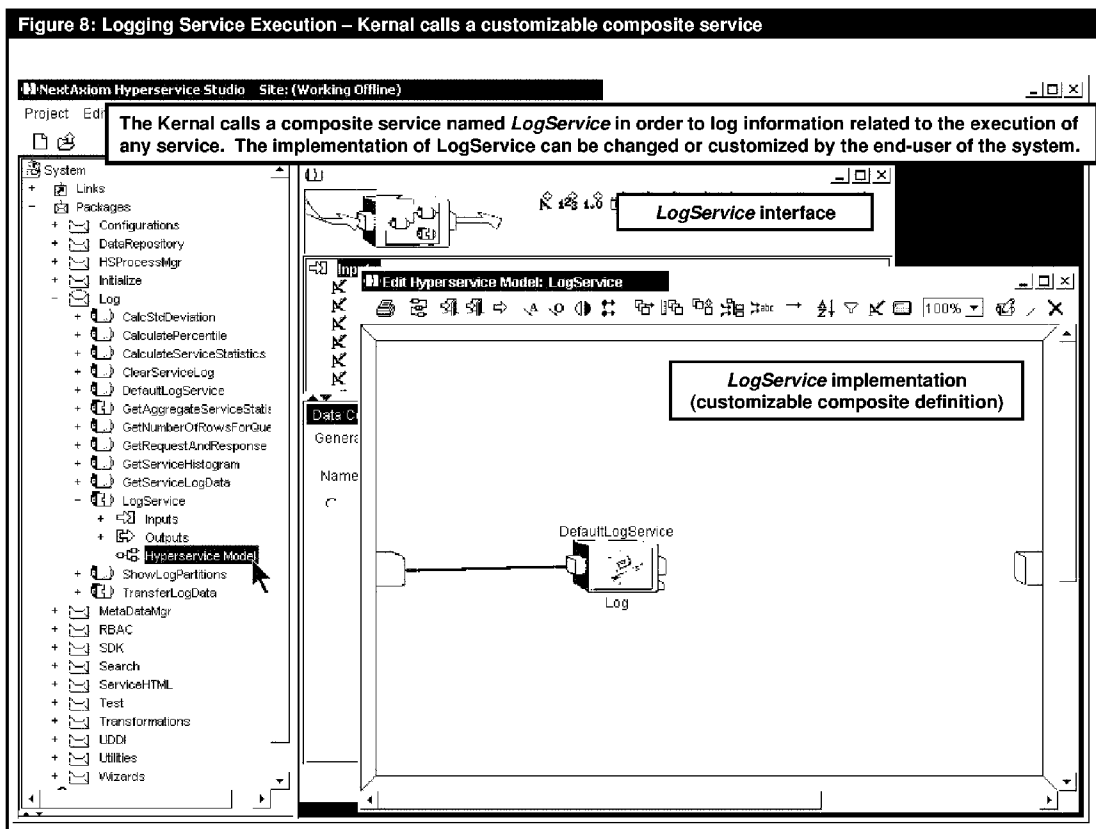 Figure 8: Logging Service Execution – Kernal calls a customizable composite service
NextAxiom Hyperservice Studio Site: (Working Offline)
Project
The Kernal calls a composite service named LogService in order to log information related to the execution of
any service. The implementation of LogService can be changed or customized by the end-user of the system.
System
+ Links
- Packages
+ Configurations
+ DataRepository
+ HSProcessMgr
+ Initialize
- Log
+ CalcStdDeviation
+ CalculatePercentile
+ CalculateServiceStatistics
+ ClearServiceLog
+ DefaultLogService
+ GetAggregateServiceStatis
+ GetNumberOfRowsForQue
+ GetRequestAndResponse
+ GetServiceHistogram
+ GetServiceLogData
- LogService
+ Inputs
+ Outputs
Hyperservice Model
+ ShowLogPartitions
+ TransferLogData
+ MetaDataMgr
+ RBAC
+ SDK
+ Search
+ ServiceHTML
+ Test
+ Transformations
+ UDDI
+ Utilities
+ Wizards
K 123 1.0
LogService interface
Edit Hyperservice Model: LogService
abc
100%
LogService implementation
(customizable composite definition)
Data
Name
DefaultLogService
Log